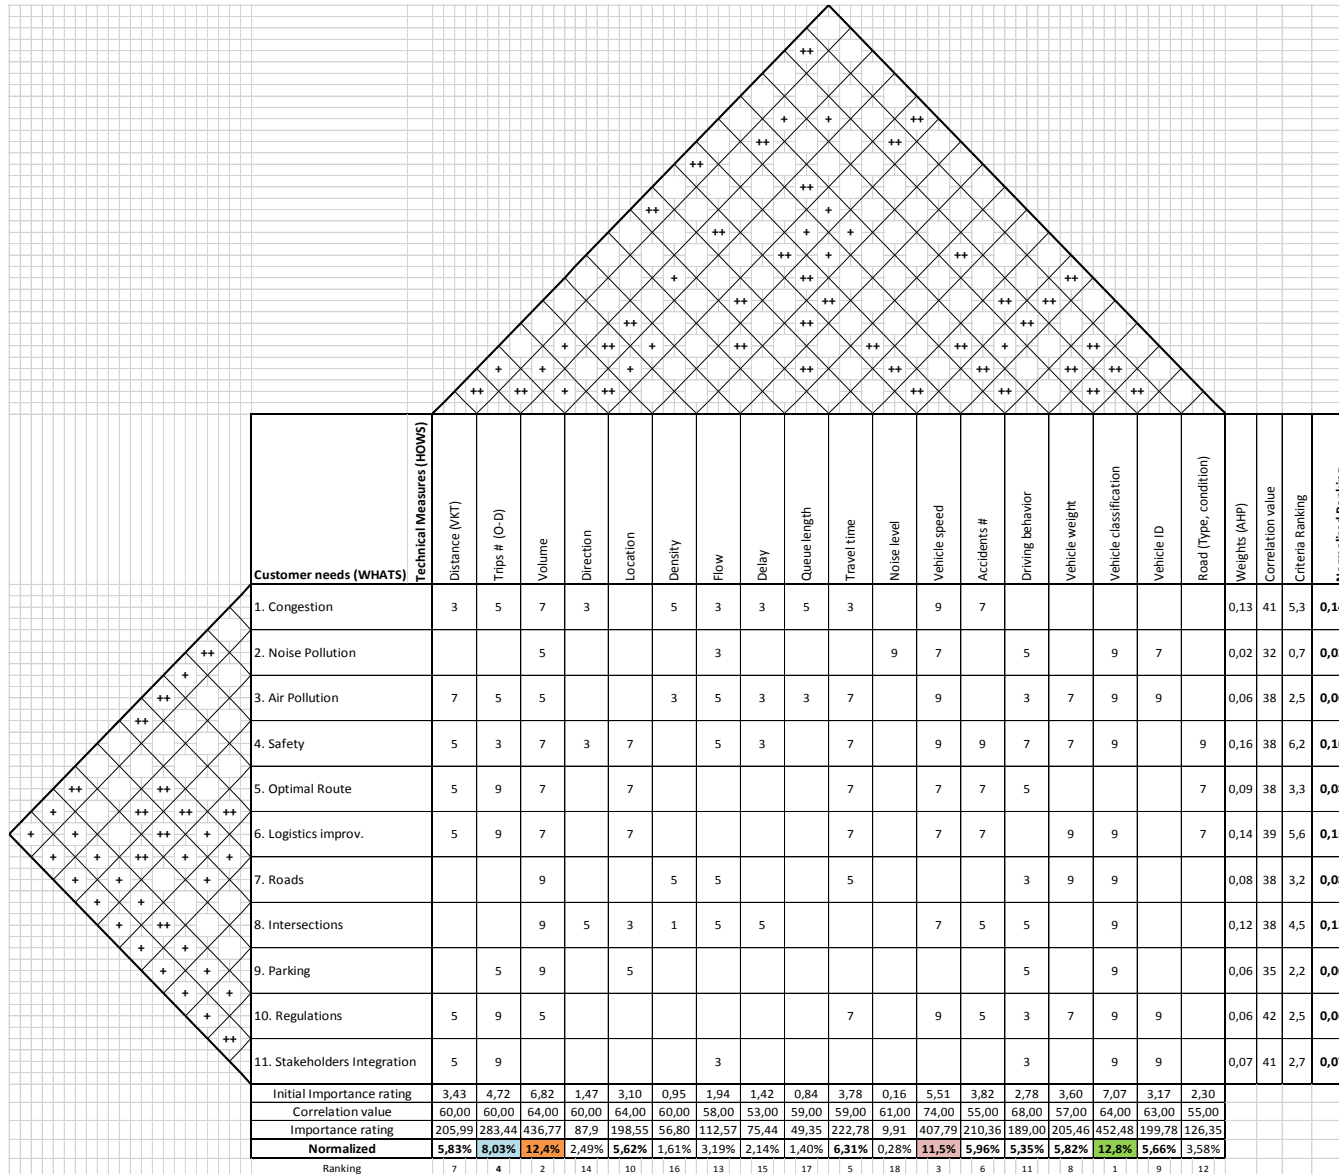 ++
++
+ + ++
++ ++
++
++
++ +
++ + +
++ + ++
+ ++ ++
++ ++ ++ ++
++ ++ ++
+ ++ + ++ ++ ++ + ++
+ + + ++ ++ ++ ++ ++
++ ++ + ++ ++ ++ ++ ++
Customer needs (WHATS) Technical Measures (HOWS) Distance (VKT) Trips # (O-D) Volume Direction Location Density Flow Delay Queue length Travel time Noise level Vehicle speed Accidents # Driving behavior Vehicle weight Vehicle classification Vehicle ID Road (Type, condition) Weights (AHP) Correlation value Criteria Ranking
1. Congestion 3 5 7 3 5 3 3 5 3 9 7 0,13 41 5,3
++ 2. Noise Pollution 5 3 9 7 5 9 7 0,02 32 0,7
+
++ 3. Air Pollution 7 5 5 3 5 3 3 7 9 3 7 9 9 0,06 38 2,5
++
4. Safety 5 3 7 3 7 5 3 7 9 9 7 7 9 9 0,16 38 6,2
++ ++ 5. Optimal Route 5 9 7 7 7 7 7 5 7 0,09 38 3,3
+ ++ ++ ++
+ + ++ + 6. Logistics improv. 5 9 7 7 7 7 7 9 9 7 0,14 39 5,6
+ + ++ + +
+ + + 7. Roads 9 5 5 5 3 9 9 0,08 38 3,2
+ +
+ ++ 8. Intersections 9 5 3 1 5 5 7 5 5 9 0,12 38 4,5
+ +
+ + 9. Parking 5 9 5 5 9 0,06 35 2,2
+ +
+ 10. Regulations 5 9 5 7 9 5 3 7 9 9 0,06 42 2,5
++
11. Stakeholders Integration 5 9 3 3 9 9 0,07 41 2,7
Initial Importance rating 3,43 4,72 6,82 1,47 3,10 0,95 1,94 1,42 0,84 3,78 0,16 5,51 3,82 2,78 3,60 7,07 3,17 2,30
Correlation value 60,00 60,00 64,00 60,00 64,00 60,00 58,00 53,00 59,00 59,00 61,00 74,00 55,00 68,00 57,00 64,00 63,00 55,00
Importance rating 205,99 283,44 436,77 87,9 198,55 56,80 112,57 75,44 49,35 222,78 9,91 407,79 210,36 189,00 205,46 452,48 199,78 126,35
Normalized 5,83% 8,03% 12,4% 2,49% 5,62% 1,61% 3,19% 2,14% 1,40% 6,31% 0,28% 11,5% 5,96% 5,35% 5,82% 12,8% 5,66% 3,58%
Ranking 7 4 2 14 10 16 13 15 17 5 18 3 6 11 8 1 9 12